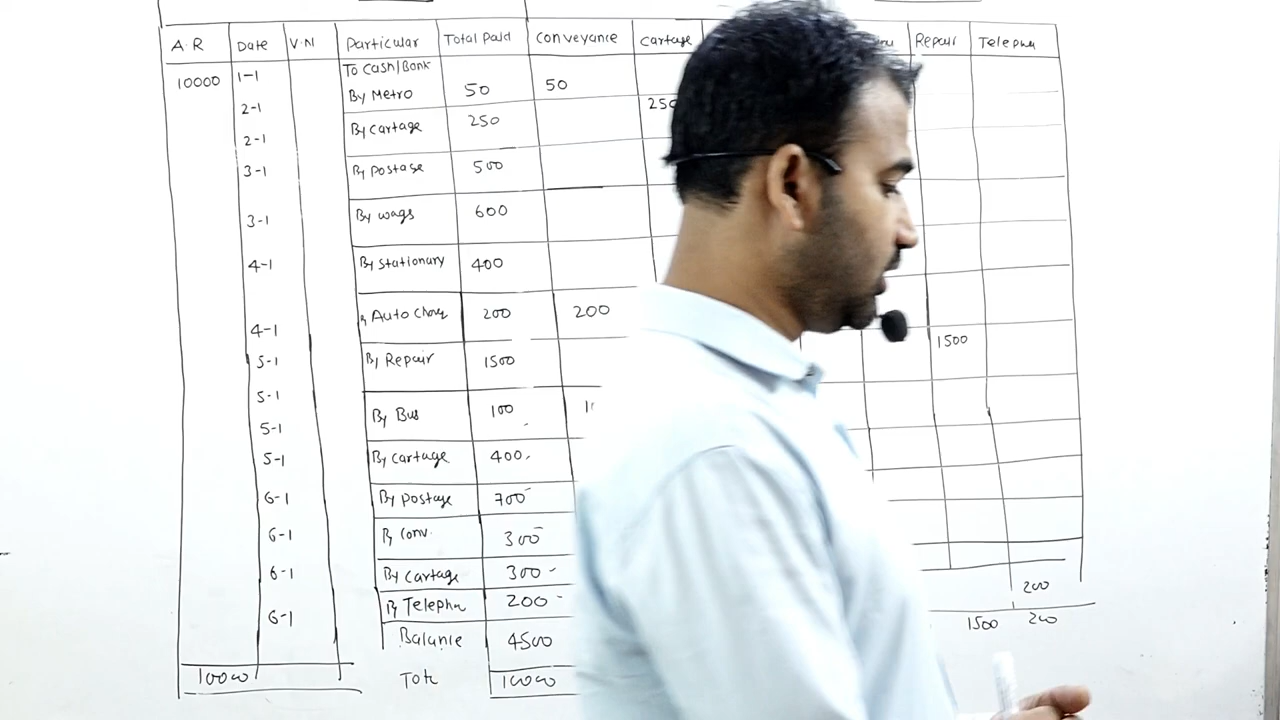 A.R Date V.N Particular Total Paid Conveyance Cartage Repair Telephn
To Cash/Bank
10000 1-1
By Metro 50 50
2-1 250
By cartage 250
2-1
3-1 By postage 500
3-1 By wags 600
4-1 By stationary 400
Auto Charg 200 200
4-1 1500
5-1 By Repair 1500
5-1
By Bus 100
5-1
5-1 By cartage 400
6-1 By postage 700
6-1 By Conv. 300
6-1 By cartage 300
By Telephn 200 200
6-1 1500 200
Balance 4500
10000 Tot 10000